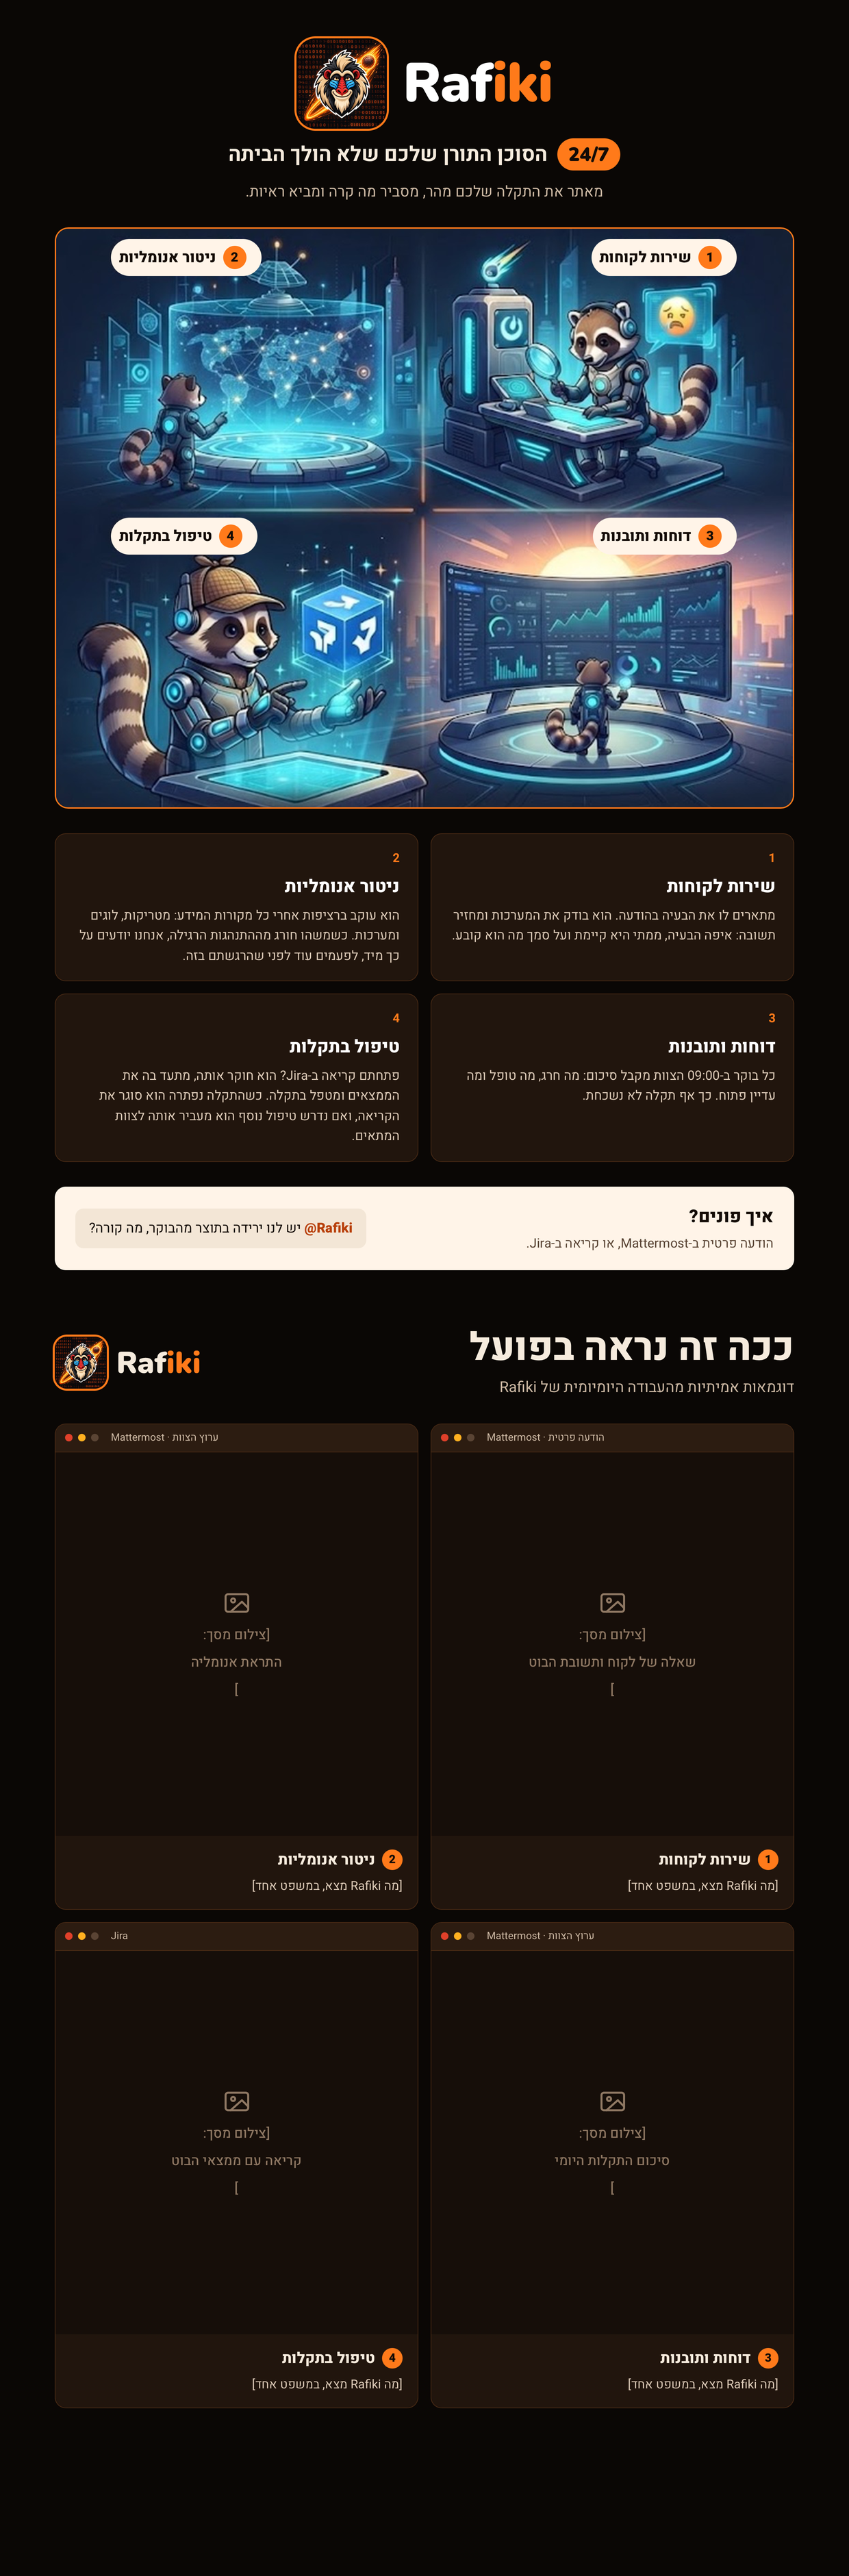 Rafiki
24/7 הסוכן התורן שלכם שלא הולך הביתה
מאתר את התקלה שלכם מהר, מסביר מה קרה ומביא ראיות.
1 שירות לקוחות
2 ניטור אנומליות
3 דוחות ותובנות
4 טיפול בתקלות
1
שירות לקוחות
מתארים לו את הבעיה בהודעה. הוא בודק את המערכות ומחזיר
תשובה: איפה הבעיה, ממתי היא קיימת ועל סמך מה הוא קובע.
2
ניטור אנומליות
הוא עוקב ברציפות אחרי כל מקורות המידע: מטריקות, לוגים
ומערכות. כשמשהו חורג מההתנהגות הרגילה, אנחנו יודעים על
כך מיד, לפעמים עוד לפני שהרגשתם בזה.
3
דוחות ותובנות
כל בוקר ב-09:00 הצוות מקבל סיכום: מה חרג, מה טופל ומה
עדיין פתוח. כך אף תקלה לא נשכחת.
4
טיפול בתקלות
פתחתם קריאה ב-Jira? הוא חוקר אותה, מתעד בה את
הממצאים ומטפל בתקלה. כשהתקלה נפתרה הוא סוגר את
הקריאה, ואם נדרש טיפול נוסף הוא מעביר אותה לצוות
המתאים.
איך פונים?
הודעה פרטית ב-Mattermost, או קריאה ב-Jira.
@Rafiki יש לנו ירידה בתוצר מהבוקר, מה קורה?
ככה זה נראה בפועל
דוגמאות אמיתיות מהעבודה היומיומית של Rafiki
Rafiki
הודעה פרטית · Mattermost
[צילום מסך:
שאלה של לקוח ותשובת הבוט
]
1 שירות לקוחות
[מה Rafiki מצא, במשפט אחד]
ערוץ הצוות · Mattermost
[צילום מסך:
התראת אנומליה
]
2 ניטור אנומליות
[מה Rafiki מצא, במשפט אחד]
ערוץ הצוות · Mattermost
[צילום מסך:
סיכום התקלות היומי
]
3 דוחות ותובנות
[מה Rafiki מצא, במשפט אחד]
Jira
[צילום מסך:
קריאה עם ממצאי הבוט
]
4 טיפול בתקלות
[מה Rafiki מצא, במשפט אחד]